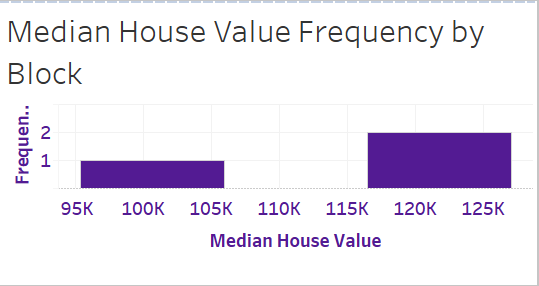 Median House Value Frequency by
Block
Frequen..
2
1
95K 100K 105K 110K 115K 120K 125K
Median House Value